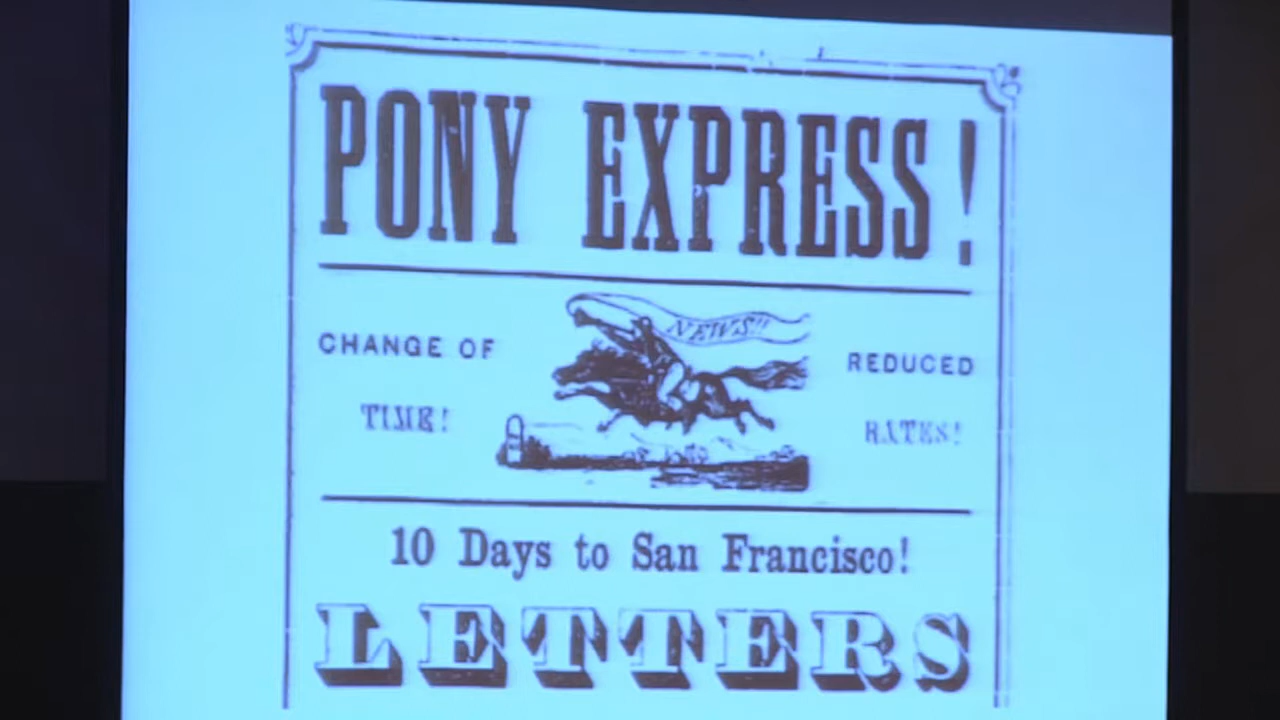 PONY EXPRESS!
NEWS!!
CHANGE OF
TIME!
REDUCED
RATES!
10 Days to San Francisco!
LETTERS